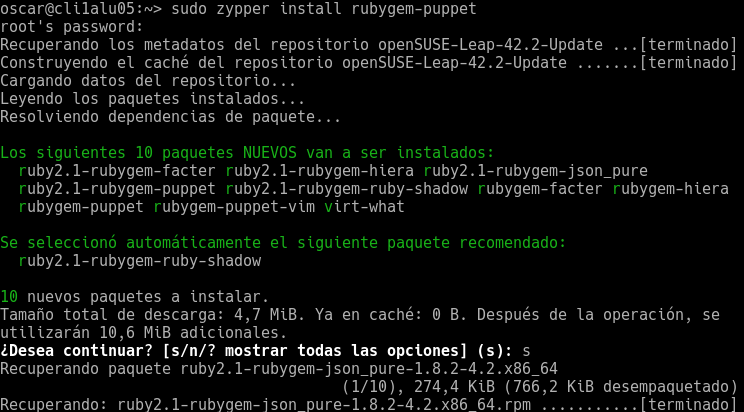 oscar@cli1alu05:~> sudo zypper install rubygem-puppet
root's password:
Recuperando los metadatos del repositorio openSUSE-Leap-42.2-Update ...[terminado]
Construyendo el caché del repositorio openSUSE-Leap-42.2-Update .......[terminado]
Cargando datos del repositorio...
Leyendo los paquetes instalados...
Resolviendo dependencias de paquete...
Los siguientes 10 paquetes NUEVOS van a ser instalados:
ruby2.1-rubygem-facter ruby2.1-rubygem-hiera ruby2.1-rubygem-json_pure
ruby2.1-rubygem-puppet ruby2.1-rubygem-ruby-shadow rubygem-facter rubygem-hiera
rubygem-puppet rubygem-puppet-vim virt-what
Se seleccionó automáticamente el siguiente paquete recomendado:
ruby2.1-rubygem-ruby-shadow
10 nuevos paquetes a instalar.
Tamaño total de descarga: 4,7 MiB. Ya en caché: 0 B. Después de la operación, se
utilizarán 10,6 MiB adicionales.
¿Desea continuar? [s/n/? mostrar todas las opciones] (s): s
Recuperando paquete ruby2.1-rubygem-json_pure-1.8.2-4.2.x86_64
(1/10), 274,4 KiB (766,2 KiB desempaquetado)
Recuperando: ruby2.1-rubygem-json_pure-1.8.2-4.2.x86_64.rpm ...........[terminado]